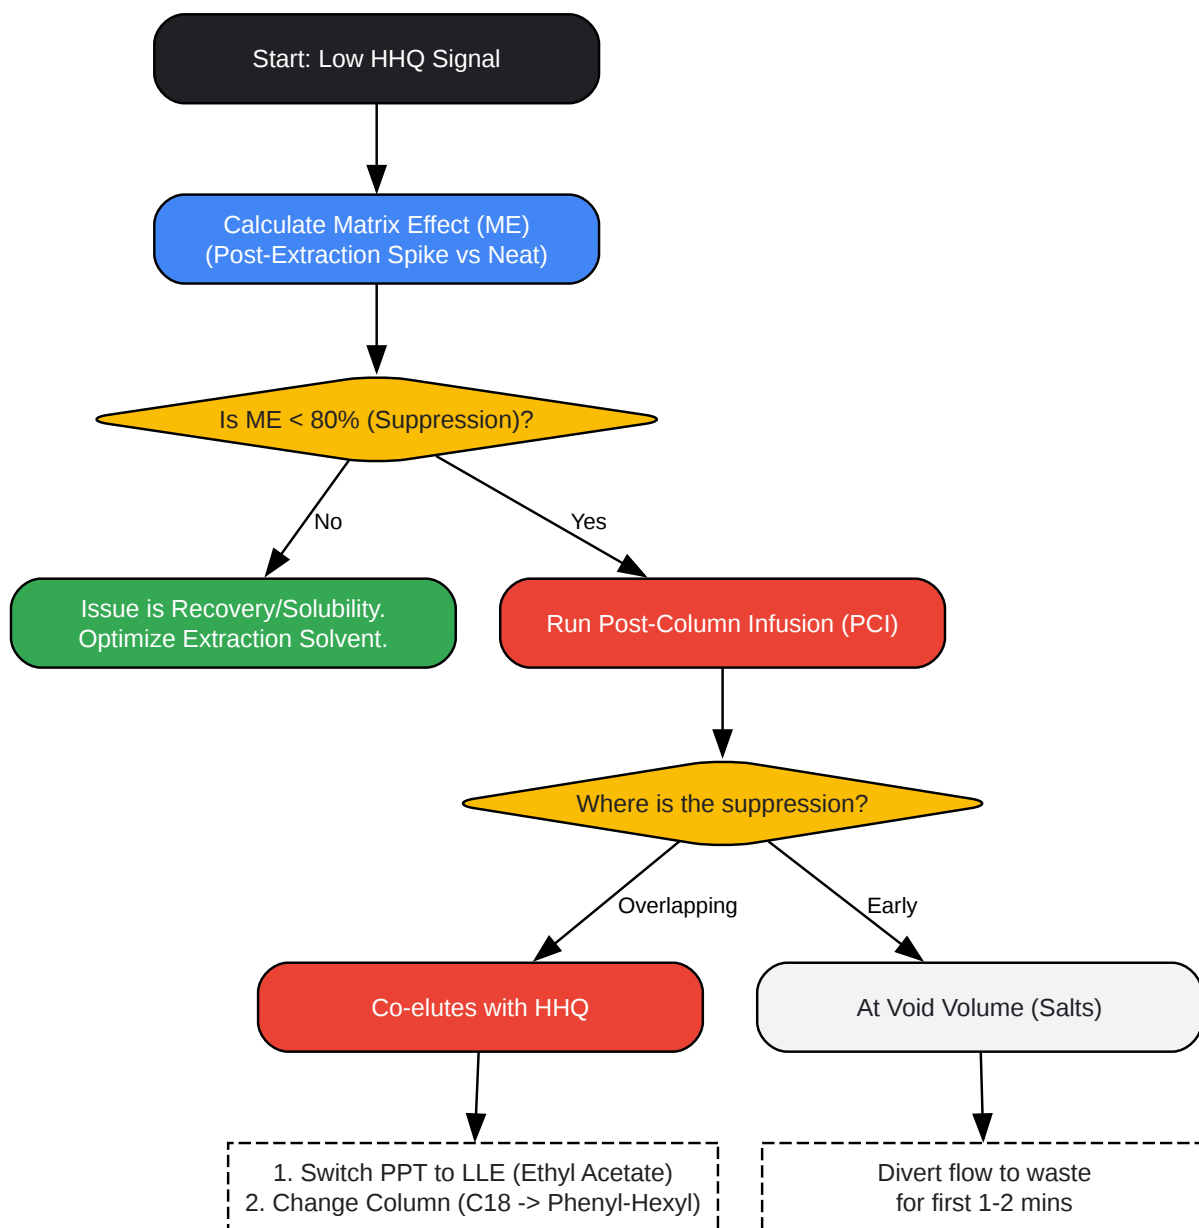 Start: Low HHQ Signal
Calculate Matrix Effect (ME)
(Post-Extraction Spike vs Neat)
Is ME < 80% (Suppression)?
No
Yes
Issue is Recovery/Solubility.
Optimize Extraction Solvent.
Run Post-Column Infusion (PCI)
Where is the suppression?
Overlapping
Early
Co-elutes with HHQ
At Void Volume (Salts)
1. Switch PPT to LLE (Ethyl Acetate)
2. Change Column (C18 -> Phenyl-Hexyl)
Divert flow to waste
for first 1-2 mins